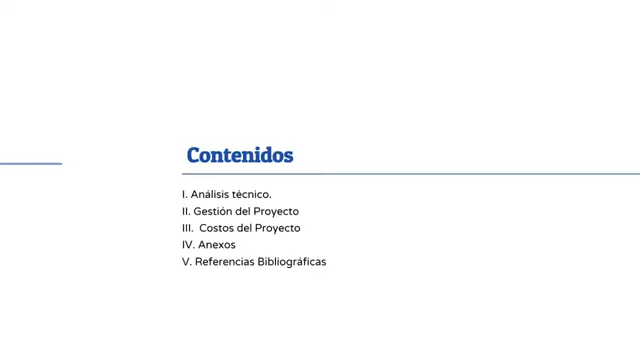 Contenidos
I. Análisis técnico.
II. Gestión del Proyecto
III. Costos del Proyecto
IV. Anexos
V. Referencias Bibliográficas